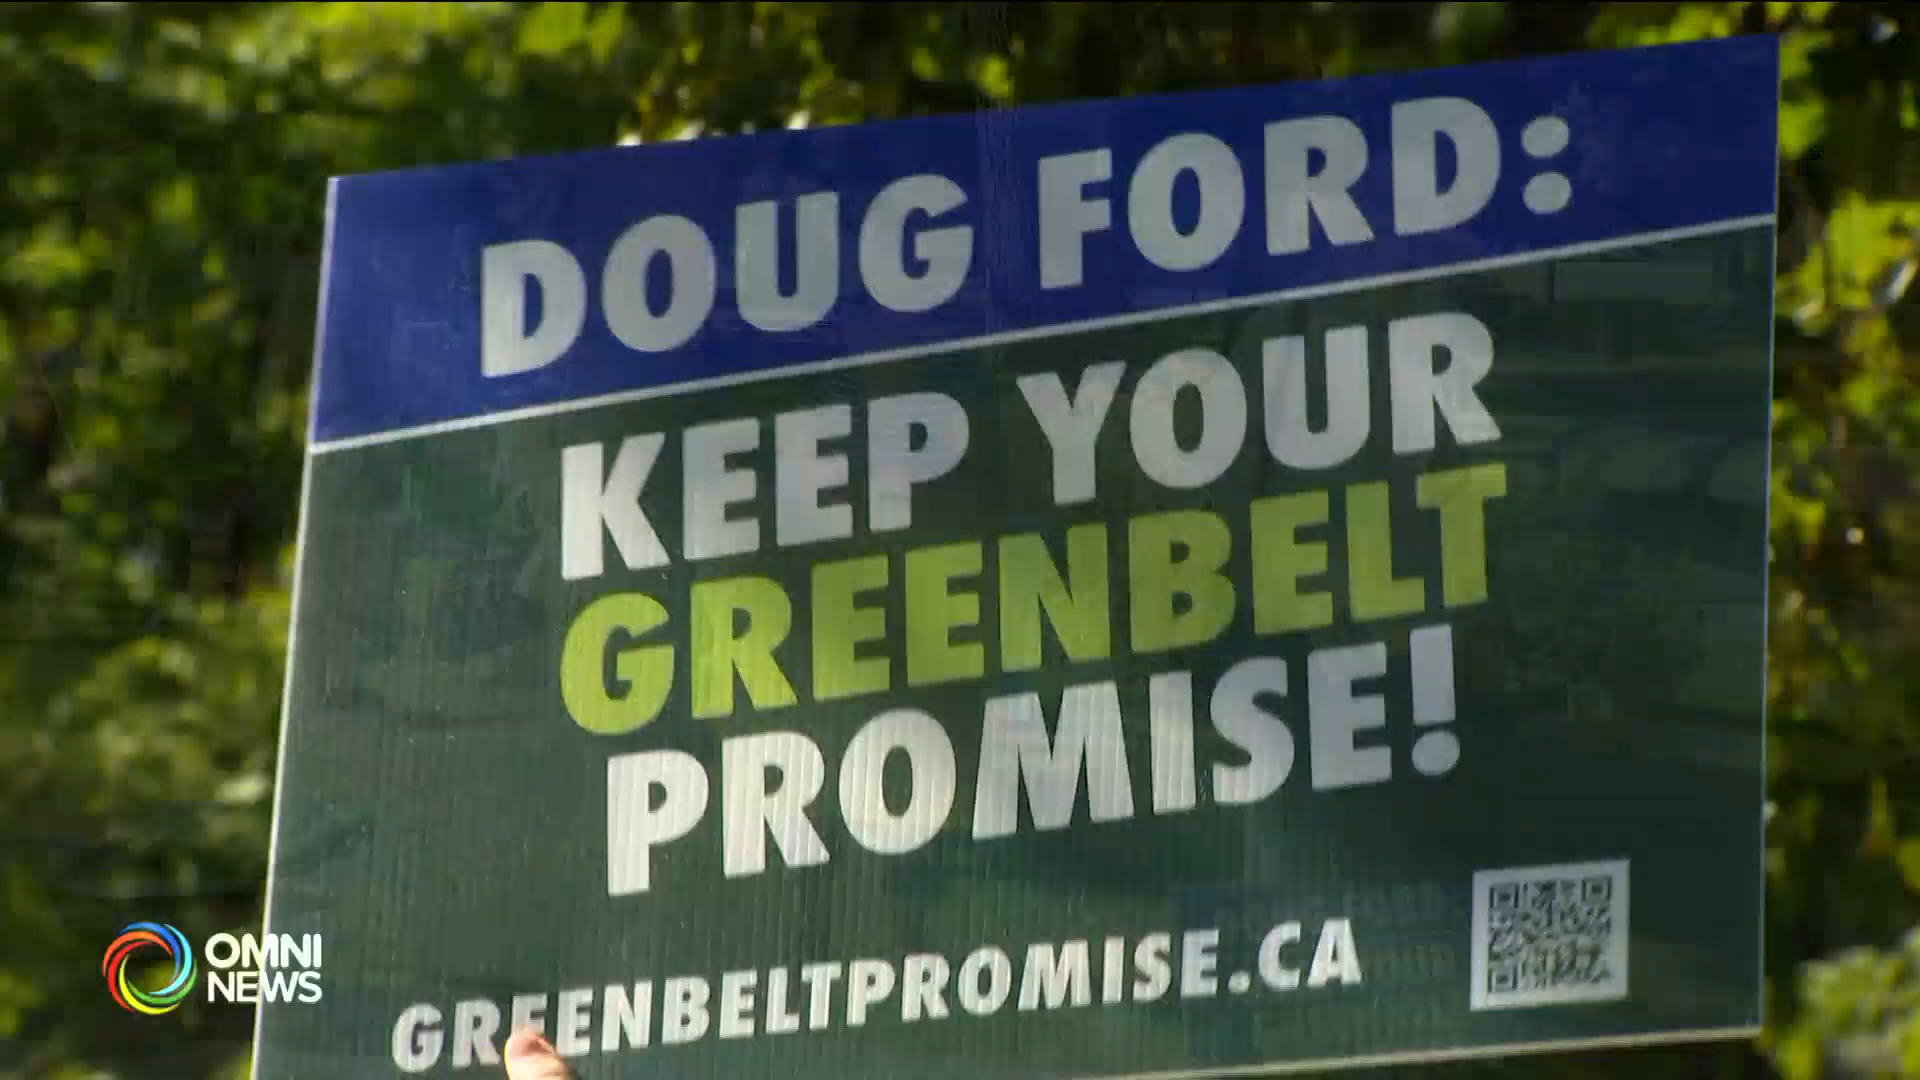 DOUG FORD:
KEEP YOUR
GREENBELT
PROMISE!
GREENBELTPROMISE.CA
OMNI
NEWS